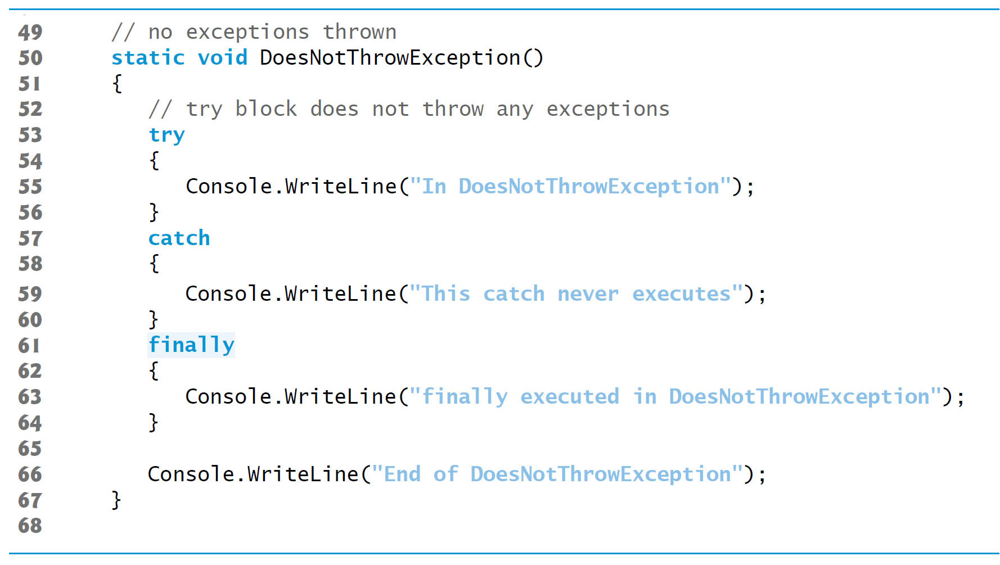 49 // no exceptions thrown
50 static void DoesNotThrowException()
51 {
52 // try block does not throw any exceptions
53 try
54 {
55 Console.WriteLine("In DoesNotThrowException");
56 }
57 catch
58 {
59 Console.WriteLine("This catch never executes");
60 }
61 finally
62 {
63 Console.WriteLine("finally executed in DoesNotThrowException");
64 }
65
66 Console.WriteLine("End of DoesNotThrowException");
67 }
68